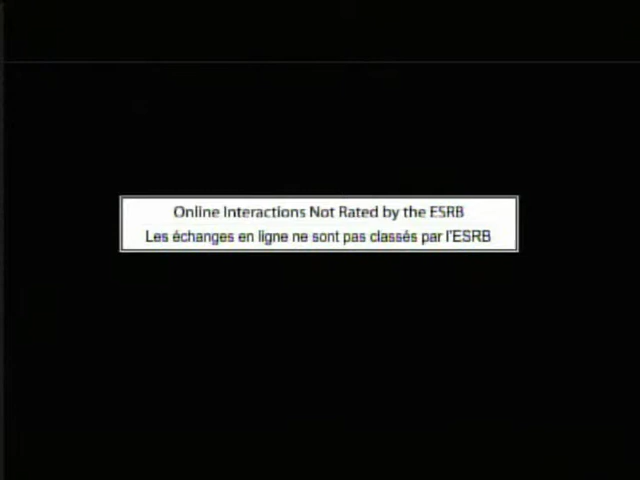 Online Interactions Not Rated by the ESRB
Les échanges en ligne ne sont pas classés par l'ESRB